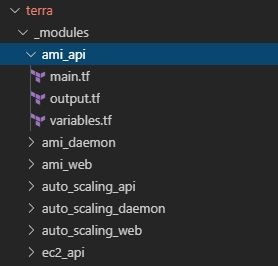 terra
_modules
ami_api
main.tf
output.tf
variables.tf
ami_daemon
ami_web
auto_scaling_api
auto_scaling_daemon
auto_scaling_web
ec2_api